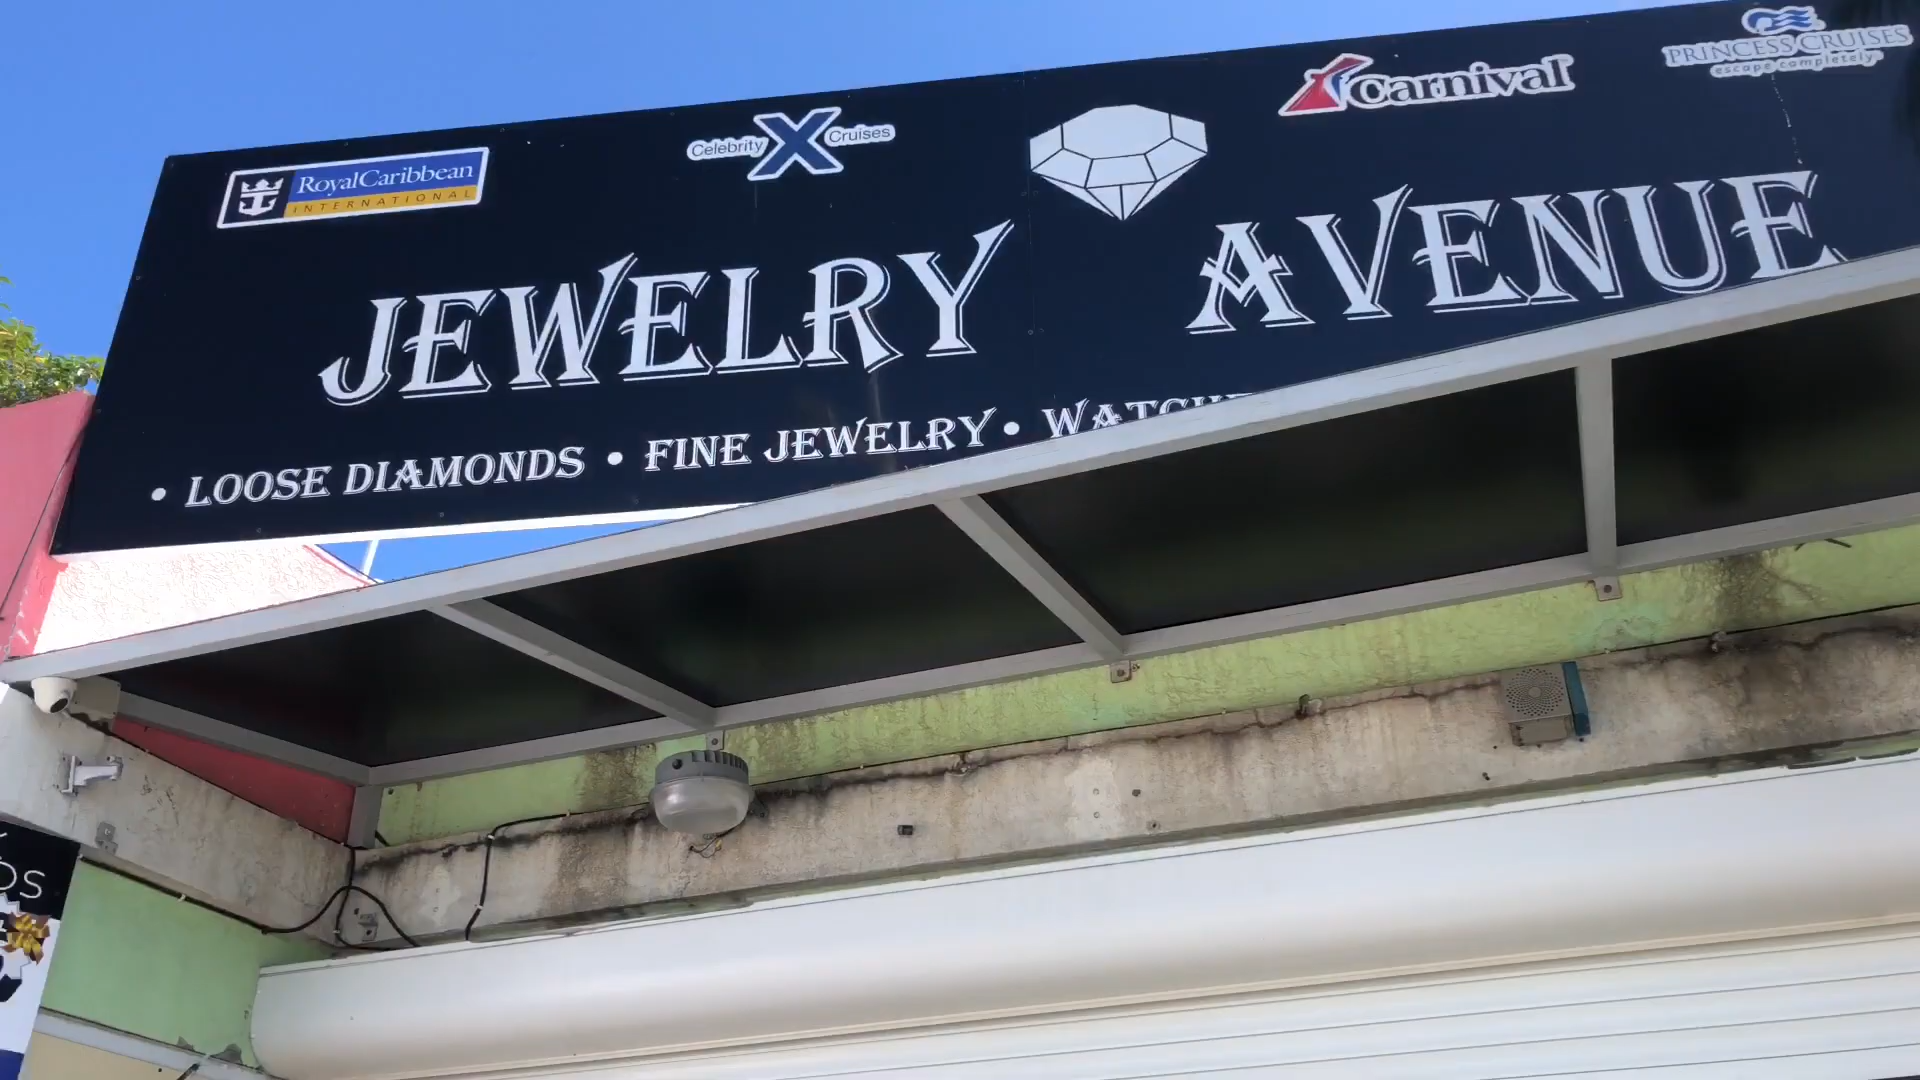 RoyalCaribbean
INTERNATIONAL
Celebrity X Cruises
Carnival
PRINCESS CRUISES
escape completely.
JEWELRY AVENUE
• LOOSE DIAMONDS • FINE JEWELRY •